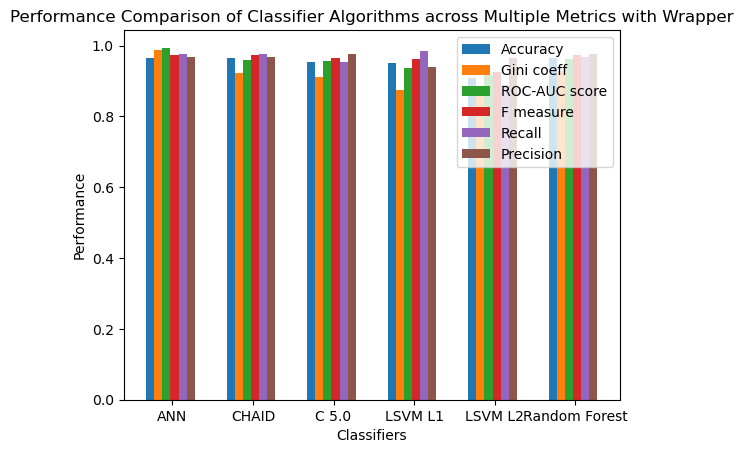 Performance Comparison of Classifier Algorithms across Multiple Metrics with Wrapper
1.0
0.8
0.6
0.4
0.2
0.0
Performance
Accuracy
Gini coeff
ROC-AUC score
F measure
Recall
Precision
ANN
CHAID
C 5.0
LSVM L1
LSVM L2
Random Forest
Classifiers